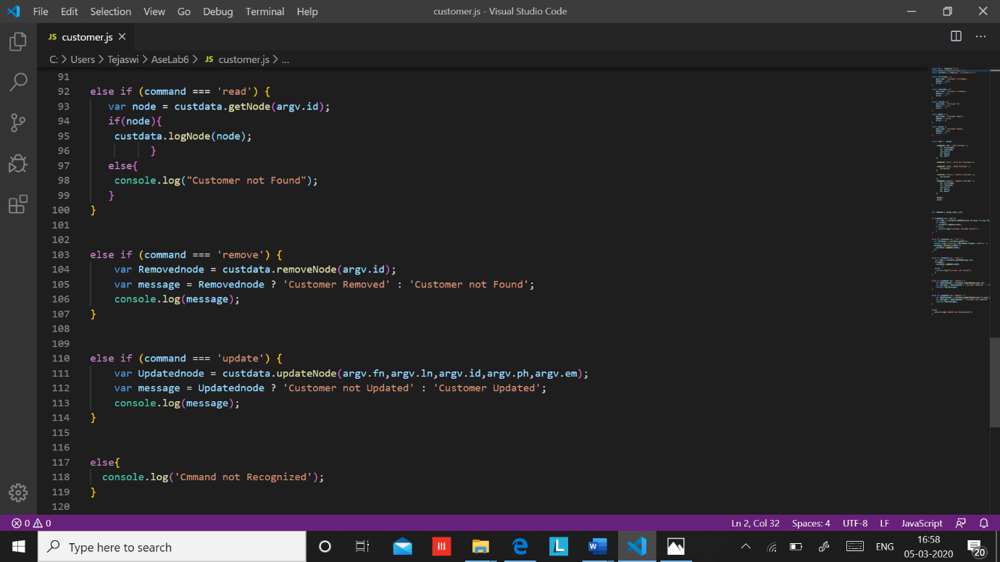 File Edit Selection View Go Debug Terminal Help customer.js - Visual Studio Code
JS customer.js
C: > Users > Tejaswi > AseLab6 > JS customer.js > ...
91
92 else if (command === 'read') {
93 var node = custdata.getNode(argv.id);
94 if(node){
95 custdata.logNode(node);
96 }
97 else{
98 console.log("Customer not Found");
99 }
100 }
101
102
103 else if (command === 'remove') {
104 var Removednode = custdata.removeNode(argv.id);
105 var message = Removednode ? 'Customer Removed' : 'Customer not Found';
106 console.log(message);
107 }
108
109
110 else if (command === 'update') {
111 var Updatednode = custdata.updateNode(argv.fn,argv.ln,argv.id,argv.ph,argv.em);
112 var message = Updatednode ? 'Customer not Updated' : 'Customer Updated';
113 console.log(message);
114 }
115
116
117 else{
118 console.log('Cmmand not Recognized');
119 }
120
0 0 Ln 2, Col 32 Spaces: 4 UTF-8 LF JavaScript
Type here to search L W ENG 16:58
05-03-2020 20